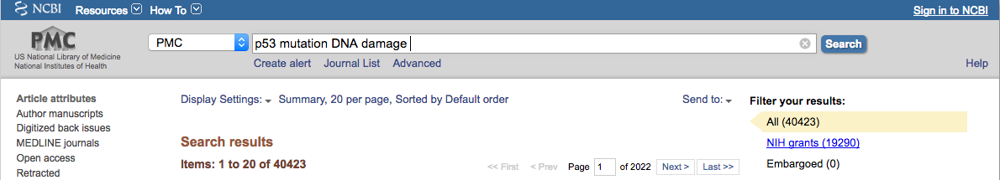 NCBI Resources How To Sign in to NCBI
PMC PMC p53 mutation DNA damage Search
US National Library of Medicine
National Institutes of Health
Create alert Journal List Advanced Help
Article attributes
Author manuscripts
Digitized back issues
MEDLINE journals
Open access
Retracted
Display Settings: Summary, 20 per page, Sorted by Default order Send to:
Search results
Items: 1 to 20 of 40423
<< First < Prev Page 1 of 2022 Next > Last >>
Filter your results:
All (40423)
NIH grants (19290)
Embargoed (0)